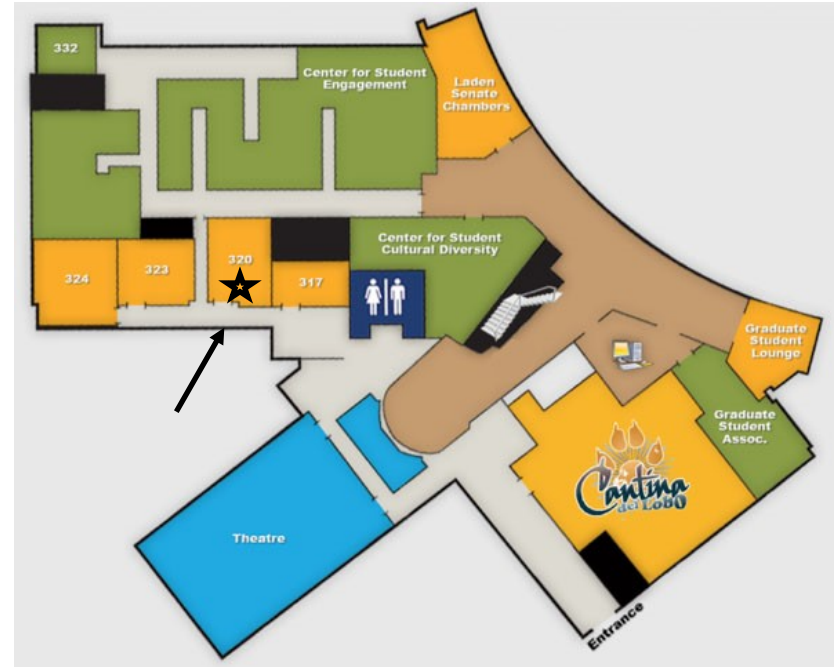 332
Center for Student
Engagement
Laden
Senate
Chambers
324
323
320
317
Center for Student
Cultural Diversity
Graduate
Student
Lounge
Graduate
Student
Assoc.
Cantina
del Lobo
Theatre
Entrance